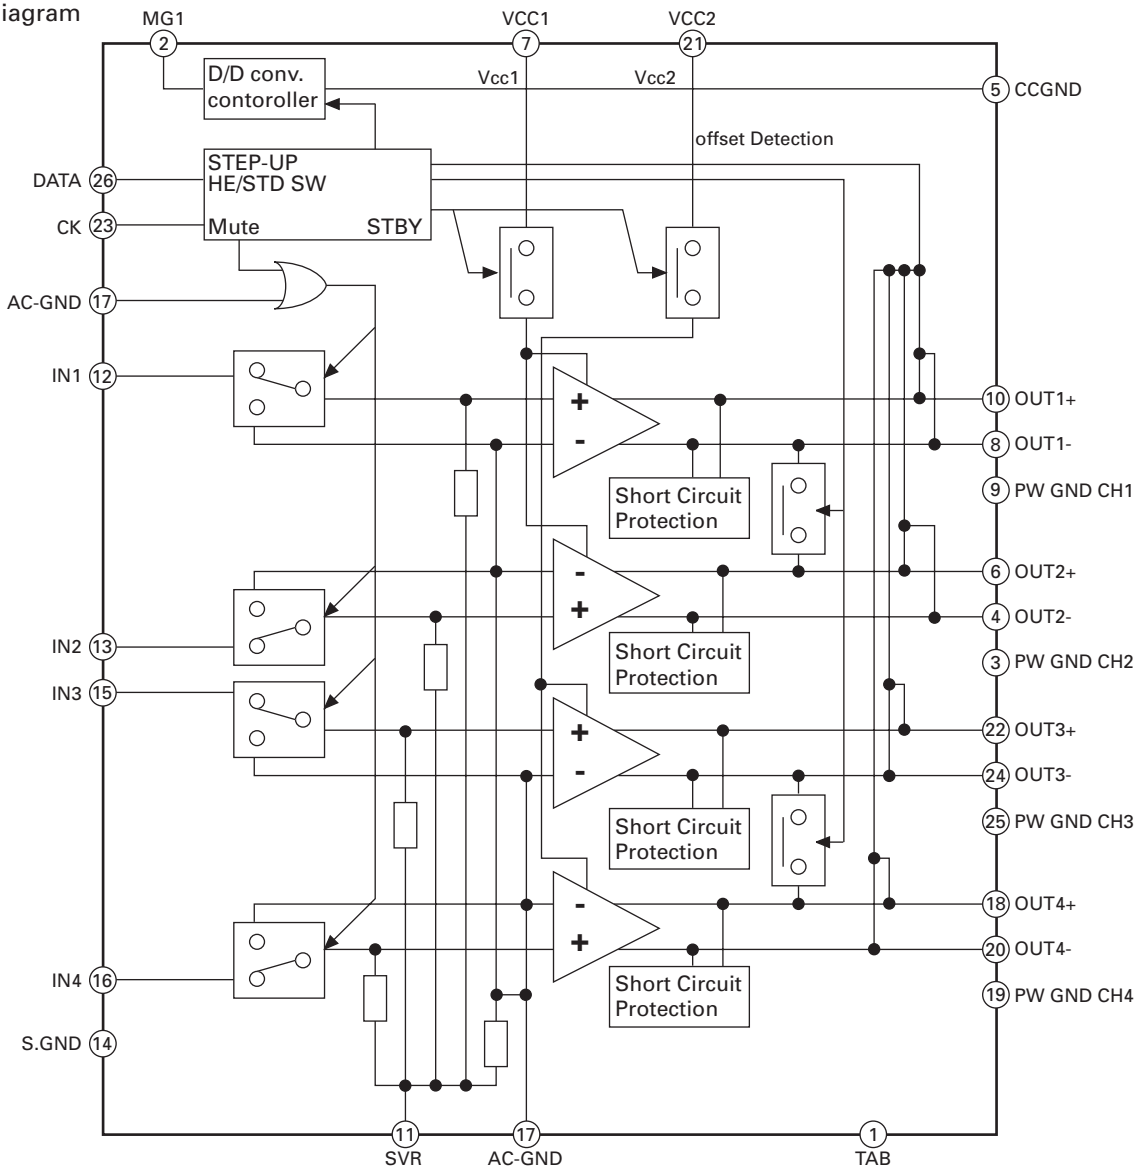 iagram
MG1
VCC1
VCC2
2
7
21
D/D conv.
contoroller
Vcc1
Vcc2
5 CCGND
offset Detection
STEP-UP
HE/STD SW
Mute
STBY
DATA 26
CK 23
AC-GND 17
IN1 12
+
-
10 OUT1+
8 OUT1-
Short Circuit
Protection
9 PW GND CH1
-
+
6 OUT2+
4 OUT2-
IN2 13
Short Circuit
Protection
3 PW GND CH2
IN3 15
+
-
22 OUT3+
24 OUT3-
Short Circuit
Protection
25 PW GND CH3
-
+
18 OUT4+
20 OUT4-
IN4 16
Short Circuit
Protection
19 PW GND CH4
S.GND 14
11
17
1
SVR
AC-GND
TAB